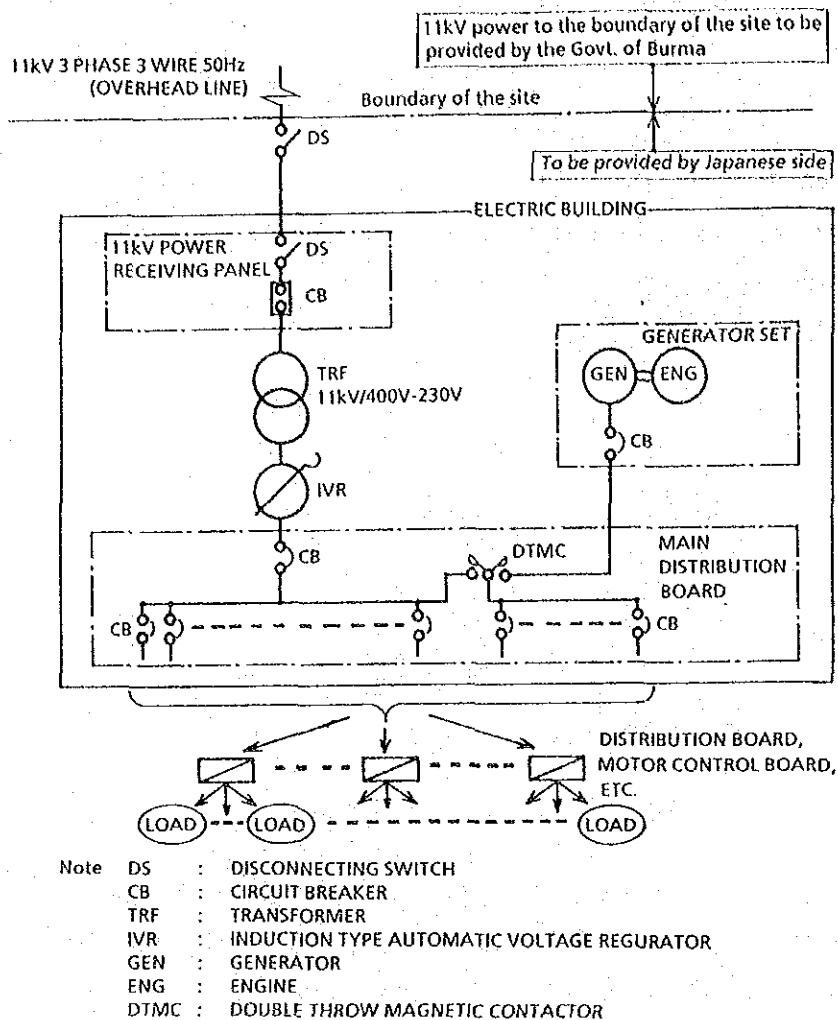 11kV power to the boundary of the site to be
provided by the Govt. of Burma
11kV 3 PHASE 3 WIRE 50Hz
(OVERHEAD LINE)
Boundary of the site
DS
To be provided by Japanese side
ELECTRIC BUILDING
11kV POWER
RECEIVING PANEL
DS
CB
GENERATOR SET
GEN
ENG
TRF
11kV/400V-230V
CB
IVR
CB
DTMC
MAIN
DISTRIBUTION
BOARD
CB
CB
DISTRIBUTION BOARD,
MOTOR CONTROL BOARD,
ETC.
LOAD
LOAD
LOAD
Note DS : DISCONNECTING SWITCH
CB : CIRCUIT BREAKER
TRF : TRANSFORMER
IVR : INDUCTION TYPE AUTOMATIC VOLTAGE REGURATOR
GEN : GENERATOR
ENG : ENGINE
DTMC : DOUBLE THROW MAGNETIC CONTACTOR